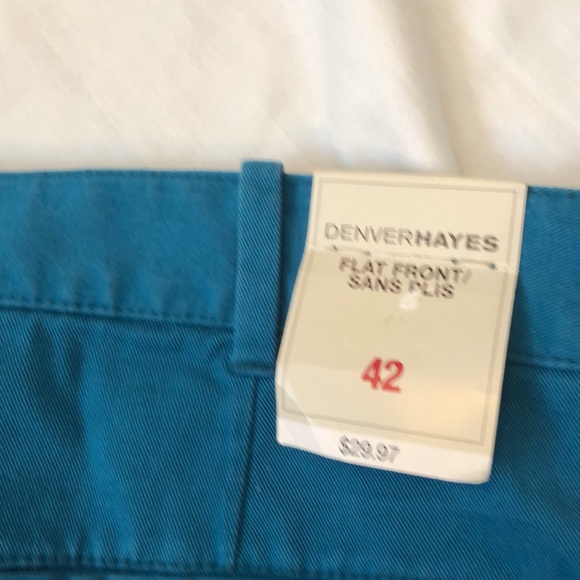 DENVERHAYES
FLAT FRONT/
SANS PLIS
42
$29.97